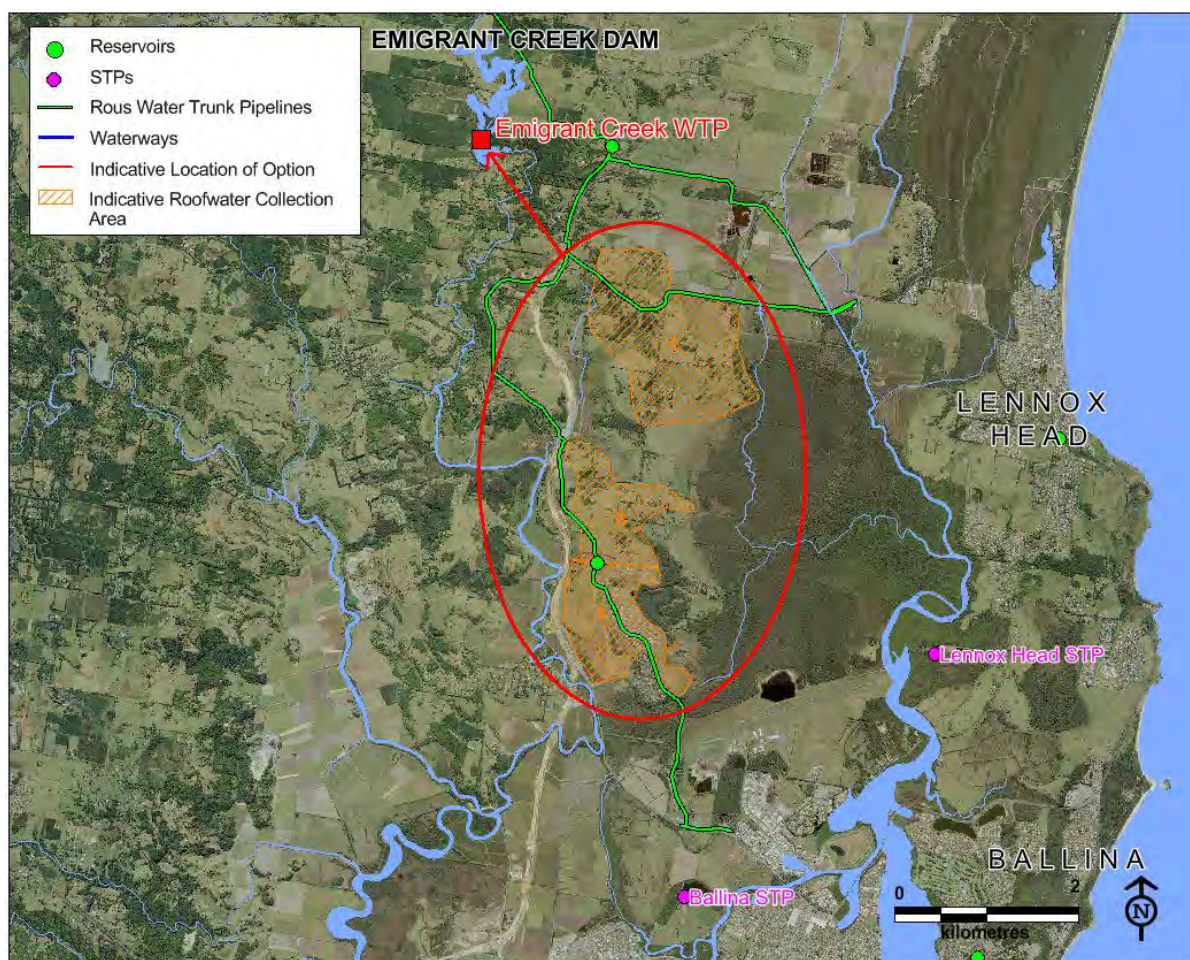 Reservoirs
STPs
Rous Water Trunk Pipelines
Waterways
Indicative Location of Option
Indicative Roofwater Collection
Area
EMIGRANT CREEK DAM
Emigrant Creek WTP
LENNOX
HEAD
Lennox Head STP
BALLINA
Ballina STP
0 2
kilometres
N